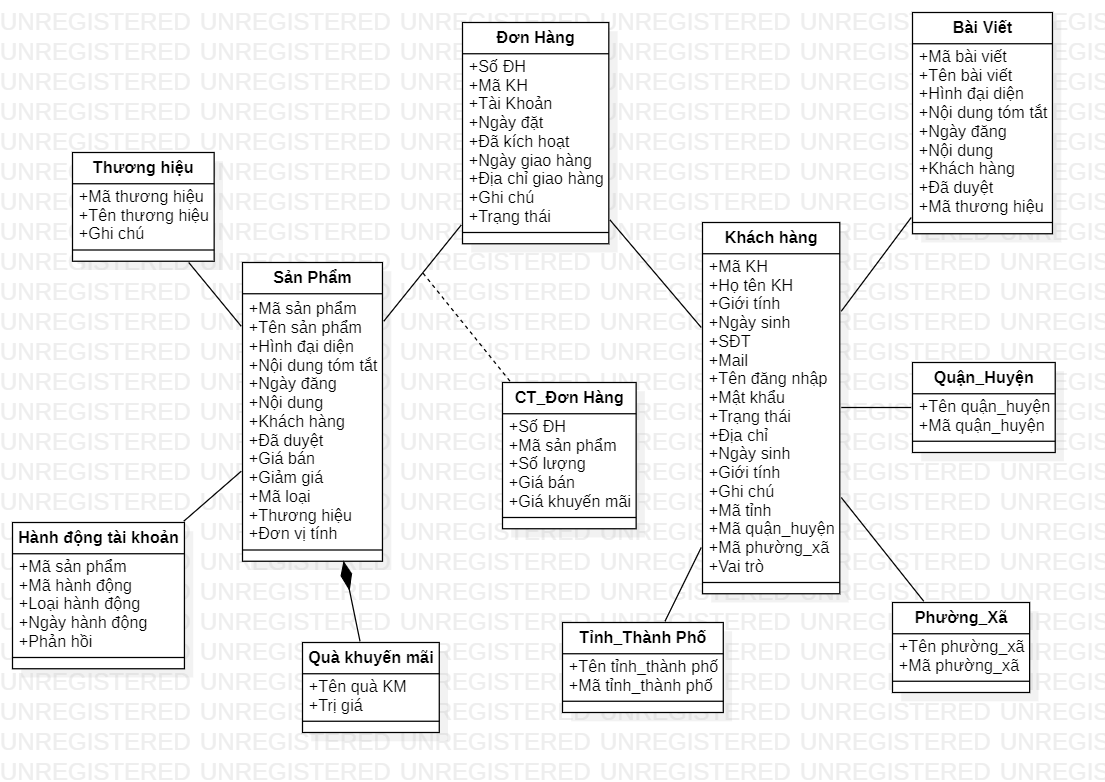 Đơn Hàng
+Số ĐH
+Mã KH
+Tài Khoản
+Ngày đặt
+Đã kích hoạt
+Ngày giao hàng
+Địa chỉ giao hàng
+Ghi chú
+Trạng thái
Bài Viết
+Mã bài viết
+Tên bài viết
+Hình đại diện
+Nội dung tóm tắt
+Ngày đăng
+Nội dung
+Khách hàng
+Đã duyệt
+Mã thương hiệu
Thương hiệu
+Mã thương hiệu
+Tên thương hiệu
+Ghi chú
Khách hàng
+Mã KH
+Họ tên KH
+Giới tính
+Ngày sinh
+SĐT
+Mail
+Tên đăng nhập
+Mật khẩu
+Trạng thái
+Địa chỉ
+Ngày sinh
+Giới tính
+Ghi chú
+Mã tỉnh
+Mã quận_huyện
+Mã phường_xã
+Vai trò
Sản Phẩm
+Mã sản phẩm
+Tên sản phẩm
+Hình đại diện
+Nội dung tóm tắt
+Ngày đăng
+Nội dung
+Khách hàng
+Đã duyệt
+Giá bán
+Giảm giá
+Mã loại
+Thương hiệu
+Đơn vị tính
CT_Đơn Hàng
+Số ĐH
+Mã sản phẩm
+Số lượng
+Giá bán
+Giá khuyến mãi
Quận_Huyện
+Tên quận_huyện
+Mã quận_huyện
Hành động tài khoản
+Mã sản phẩm
+Mã hành động
+Loại hành động
+Ngày hành động
+Phản hồi
Quà khuyến mãi
+Tên quà KM
+Trị giá
Tỉnh_Thành Phố
+Tên tỉnh_thành phố
+Mã tỉnh_thành phố
Phường_Xã
+Tên phường_xã
+Mã phường_xã
UNREGISTERED